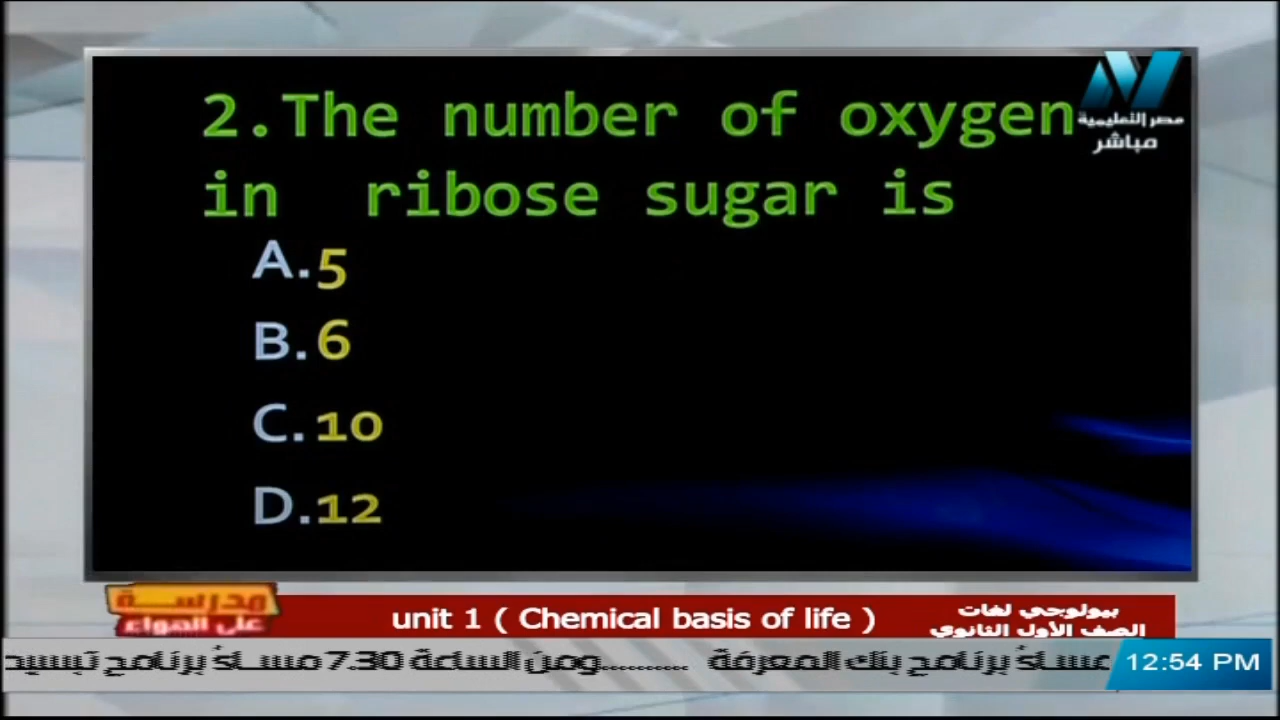 2.The number of oxygen
in ribose sugar is
A.5
B.6
C.10
D.12
مصر التعليمية
مباشر
مدرسة
على الهواء
unit 1 ( Chemical basis of life )
بيولوجي لغات
الصف الأول الثانوي
مساءً برنامج بنك المعرفة ..........ومن الساعة 7.30 مساءً برنامج تبسيط
12:54 PM